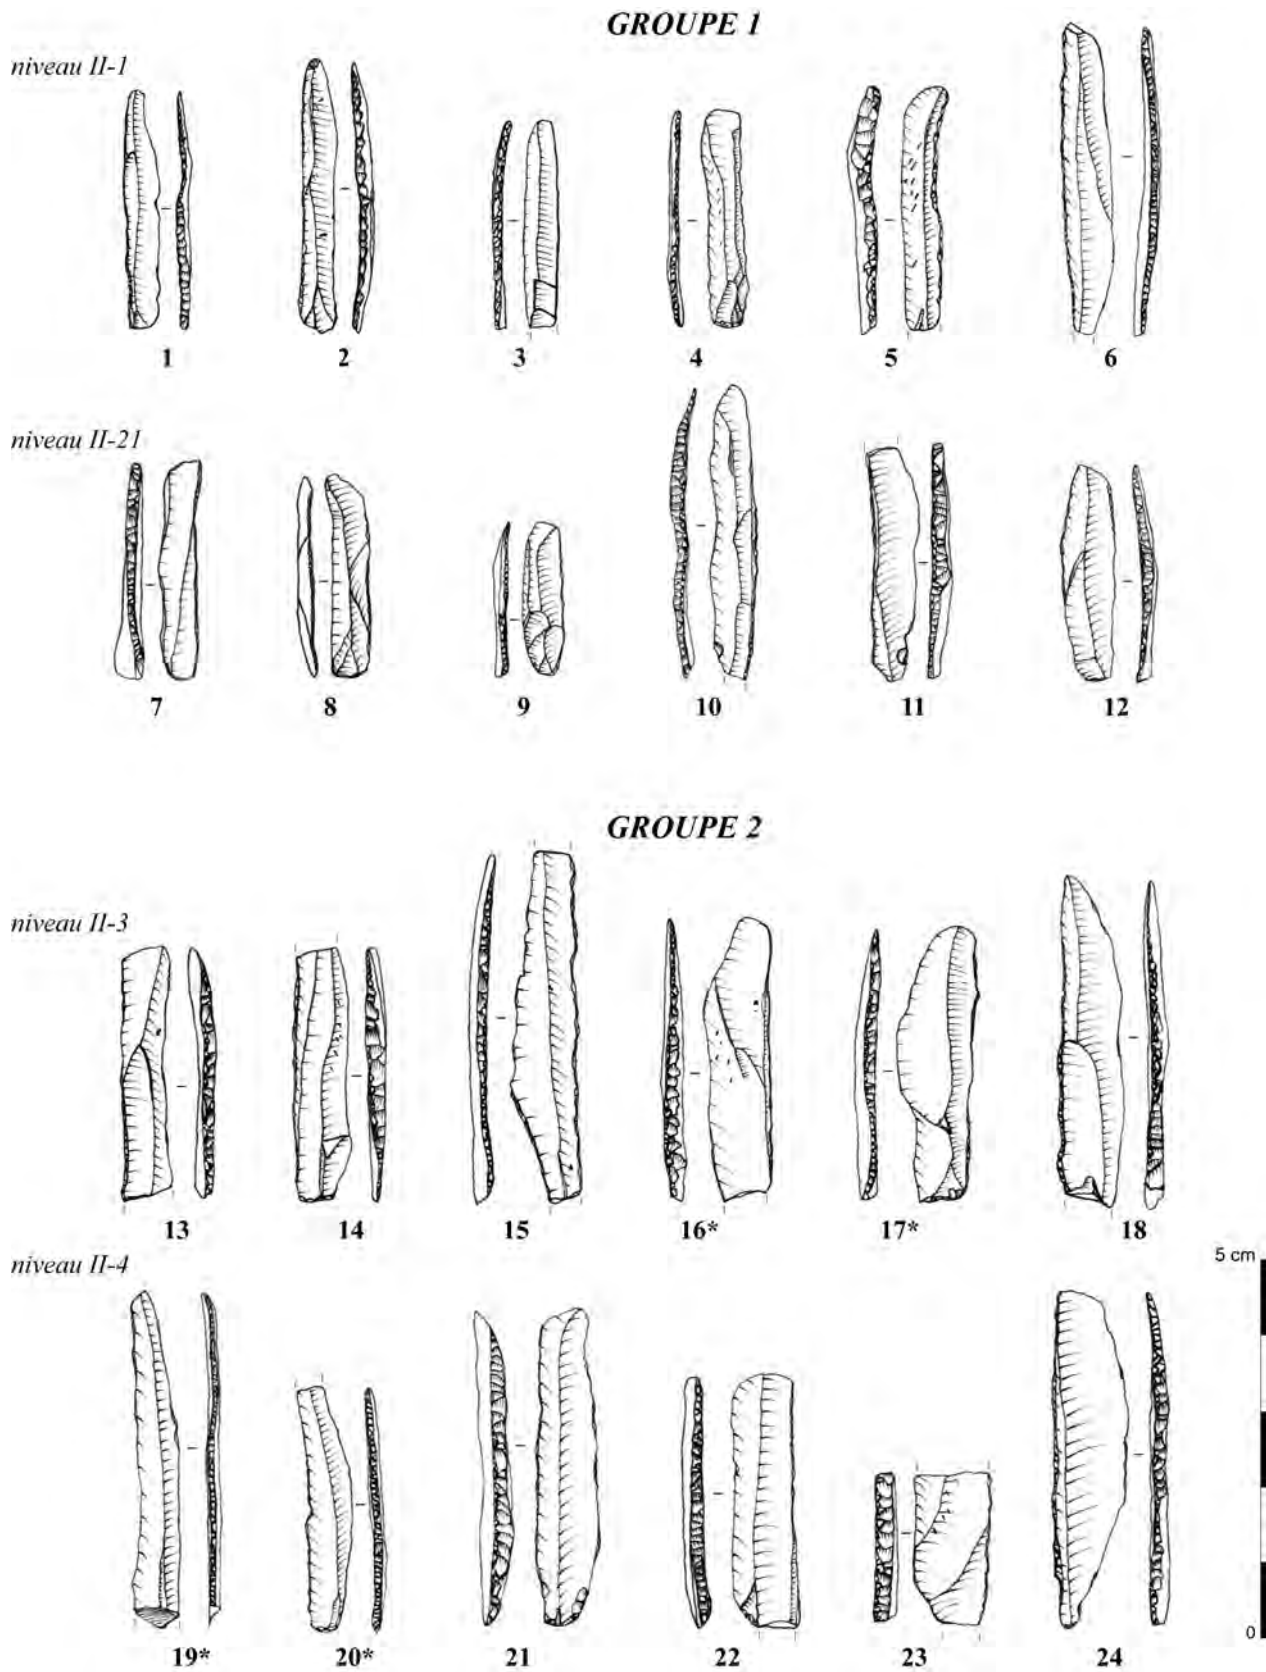 GROUPE 1
niveau II-1
1 2 3 4 5 6
niveau II-21
7 8 9 10 11 12
GROUPE 2
niveau II-3
13 14 15 16* 17* 18
niveau II-4
5 cm
0
19* 20* 21 22 23 24